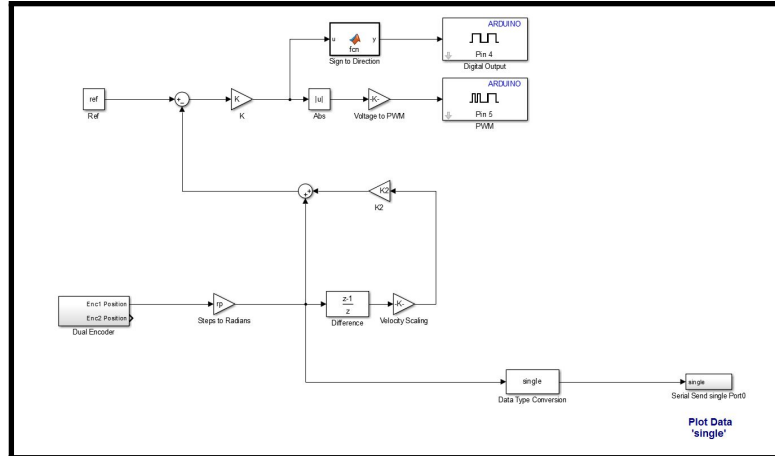 ARDUINO
u
fcn
y
Sign to Direction
Pin 4
Digital Output
ref
Ref
K
K
|u|
Abs
-K-
Voltage to PWM
ARDUINO
Pin 5
PWM
K2
K2
Enc1 Position
Enc2 Position
Dual Encoder
rp
Steps to Radians
z-1
z
Difference
-K-
Velocity Scaling
single
Data Type Conversion
single
Serial Send single Port0
Plot Data
'single'